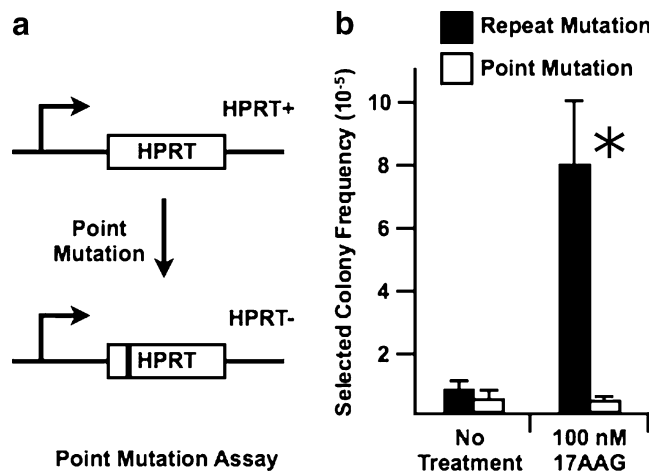 a
HPRT+
HPRT
Point
Mutation
HPRT-
HPRT
Point Mutation Assay
b
Repeat Mutation
Point Mutation
Selected Colony Frequency (10⁻⁵)
10
8
6
4
2
*
No
Treatment
100 nM
17AAG